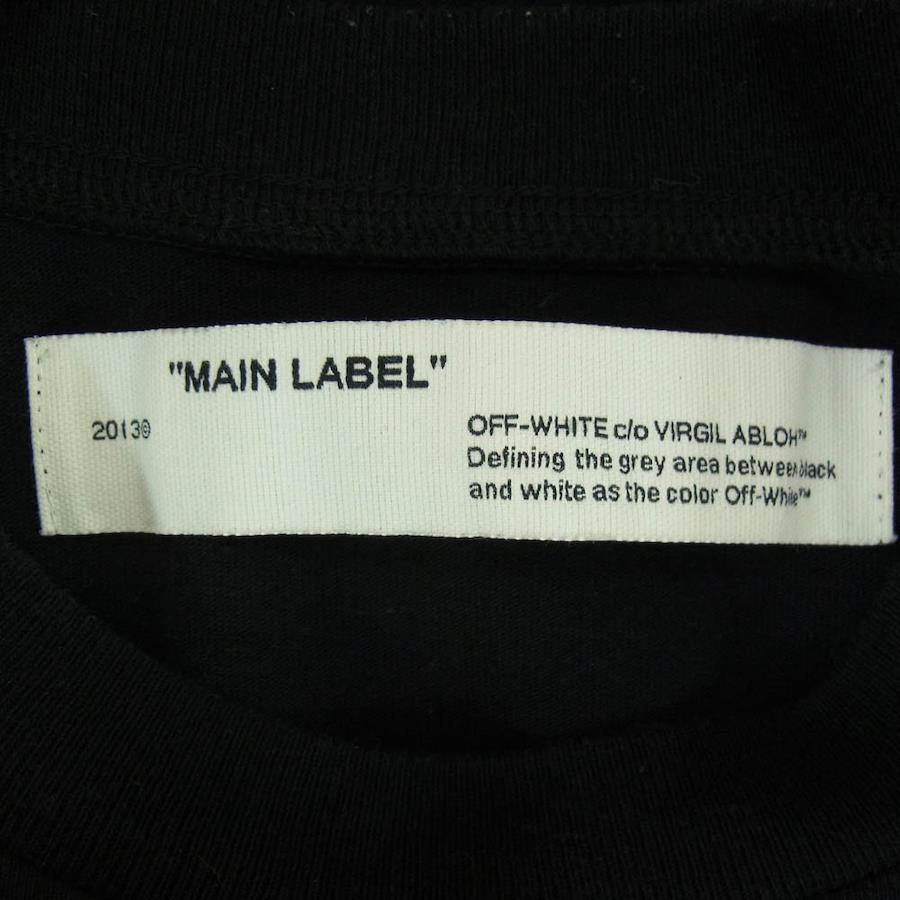 "MAIN LABEL"
2013©
OFF-WHITE c/o VIRGIL ABLOH™
Defining the grey area between black
and white as the color Off-White™